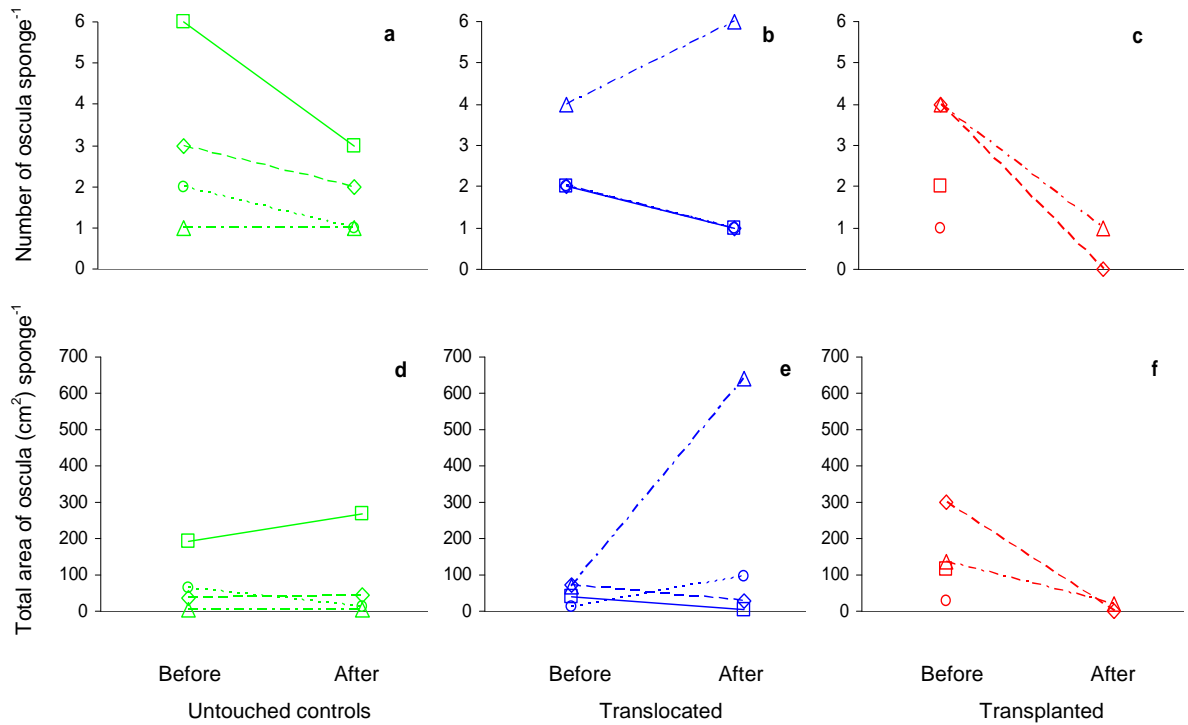 Number of oscula sponge⁻¹
6 6 6
5 5 5
4 4 4
3 3 3
2 2 2
1 1 1
0 0 0
a b c
Total area of oscula (cm²) sponge⁻¹
700 700 700
600 600 600
500 500 500
400 400 400
300 300 300
200 200 200
100 100 100
0 0 0
d e f
Before After Before After Before After
Untouched controls Translocated Transplanted